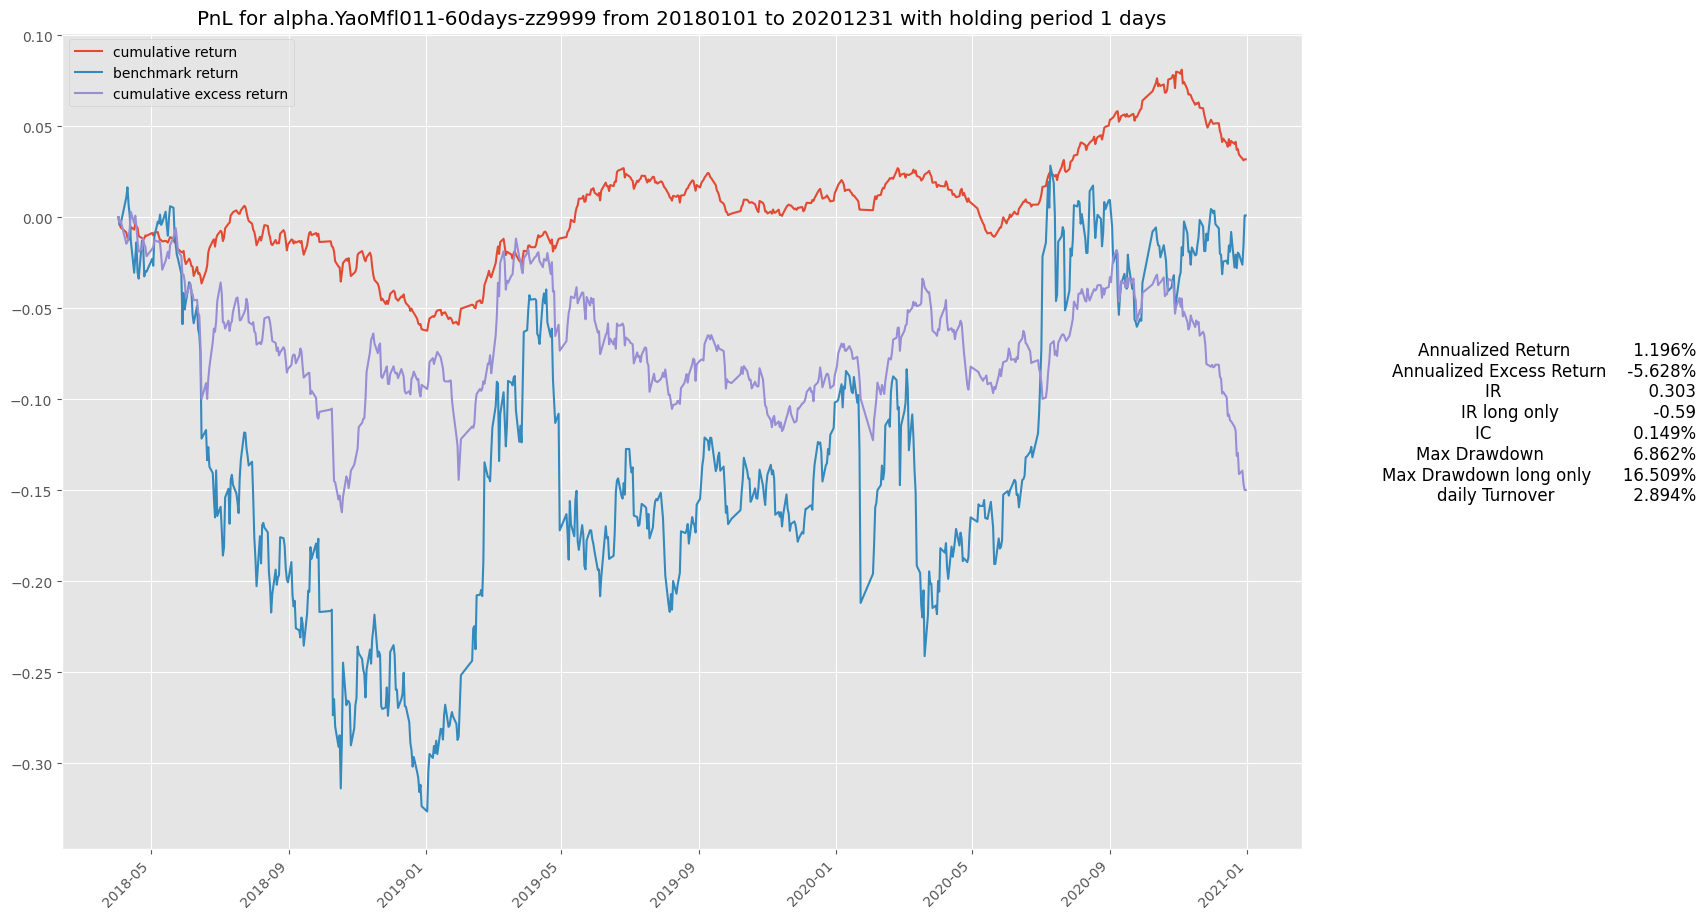 PnL for alpha.YaoMfl011-60days-zz9999 from 20180101 to 20201231 with holding period 1 days
cumulative return
benchmark return
cumulative excess return
0.10
0.05
0.00
−0.05
−0.10
−0.15
−0.20
−0.25
−0.30
2018-05
2018-09
2019-01
2019-05
2019-09
2020-01
2020-05
2020-09
2021-01
Annualized Return 1.196%
Annualized Excess Return -5.628%
IR 0.303
IR long only -0.59
IC 0.149%
Max Drawdown 6.862%
Max Drawdown long only 16.509%
daily Turnover 2.894%